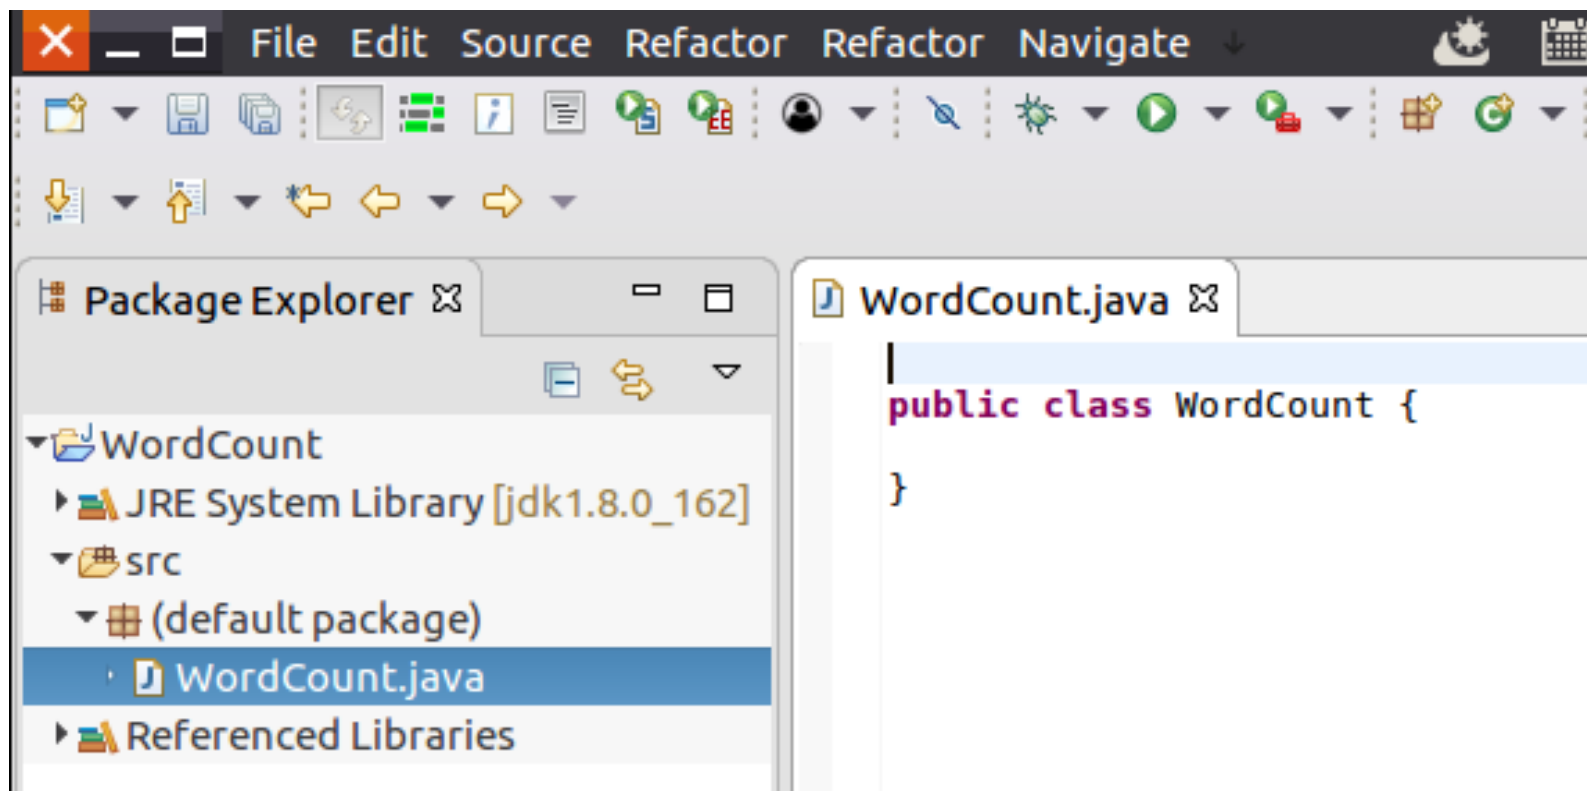 File Edit Source Refactor Refactor Navigate
Package Explorer
WordCount
JRE System Library [jdk1.8.0_162]
src
(default package)
WordCount.java
Referenced Libraries
WordCount.java
public class WordCount {
}